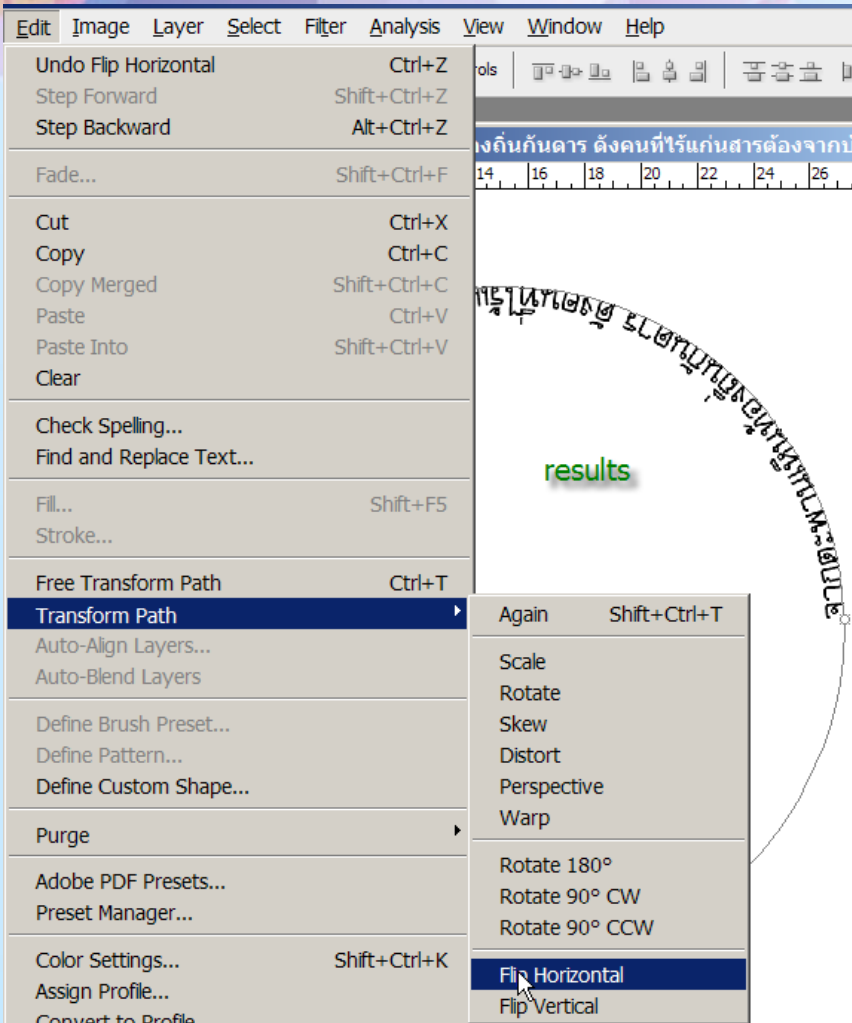 Edit Image Layer Select Filter Analysis View Window Help
Undo Flip Horizontal Ctrl+Z
Step Forward Shift+Ctrl+Z
Step Backward Alt+Ctrl+Z
Fade... Shift+Ctrl+F
Cut Ctrl+X
Copy Ctrl+C
Copy Merged Shift+Ctrl+C
Paste Ctrl+V
Paste Into Shift+Ctrl+V
Clear
Check Spelling...
Find and Replace Text...
Fill... Shift+F5
Stroke...
Free Transform Path Ctrl+T
Transform Path
Auto-Align Layers...
Auto-Blend Layers
Define Brush Preset...
Define Pattern...
Define Custom Shape...
Purge
Adobe PDF Presets...
Preset Manager...
Color Settings... Shift+Ctrl+K
Assign Profile...
Convert to Profile
ols
งถิ่นกันดาร ดังคนที่ไร้แก่นสารต้องจาก
14 16 18 20 22 24 26
results
Again Shift+Ctrl+T
Scale
Rotate
Skew
Distort
Perspective
Warp
Rotate 180°
Rotate 90° CW
Rotate 90° CCW
Flip Horizontal
Flip Vertical